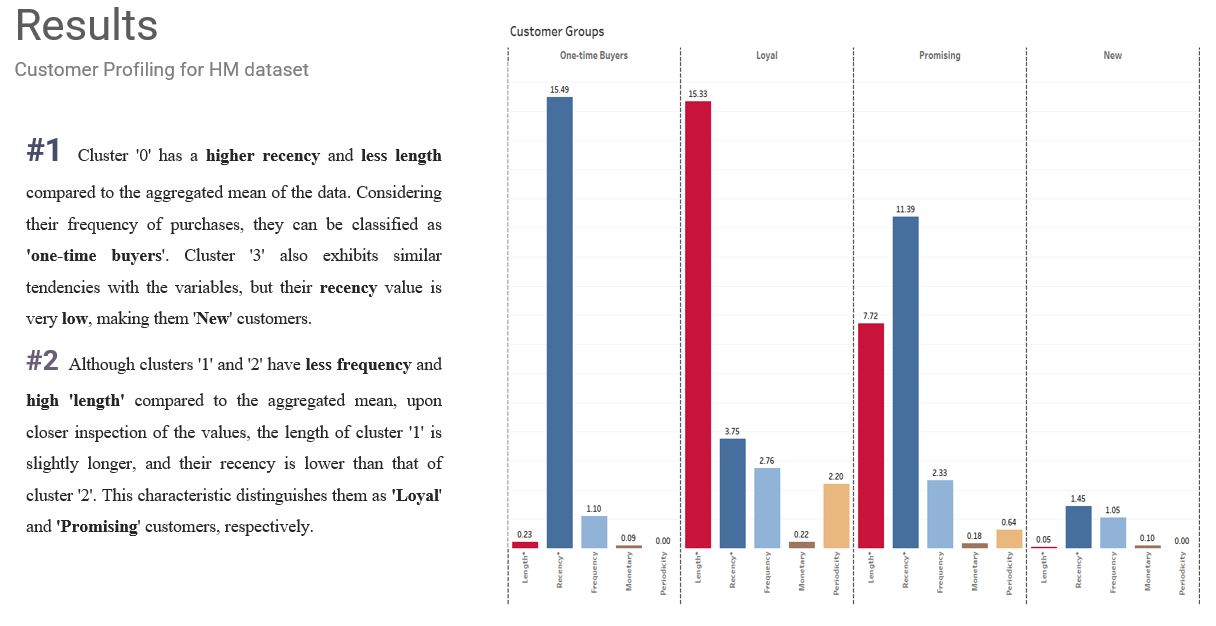 Results
Customer Profiling for HM dataset
#1 Cluster '0' has a higher recency and less length
compared to the aggregated mean of the data. Considering
their frequency of purchases, they can be classified as
'one-time buyers'. Cluster '3' also exhibits similar
tendencies with the variables, but their recency value is
very low, making them 'New' customers.
#2 Although clusters '1' and '2' have less frequency and
high 'length' compared to the aggregated mean, upon
closer inspection of the values, the length of cluster '1' is
slightly longer, and their recency is lower than that of
cluster '2'. This characteristic distinguishes them as 'Loyal'
and 'Promising' customers, respectively.
Customer Groups
One-time Buyers Loyal Promising New
15.49
15.33
11.39
7.72
3.75
2.76
2.33
2.20
1.45
1.10
1.05
0.64
0.23
0.09
0.00
0.22
0.18
0.05
0.10
0.00
Length* Recency* Frequency Monetary Periodicity Length* Recency* Frequency Monetary Periodicity Length* Recency* Frequency Monetary Periodicity Length* Recency* Frequency Monetary Periodicity